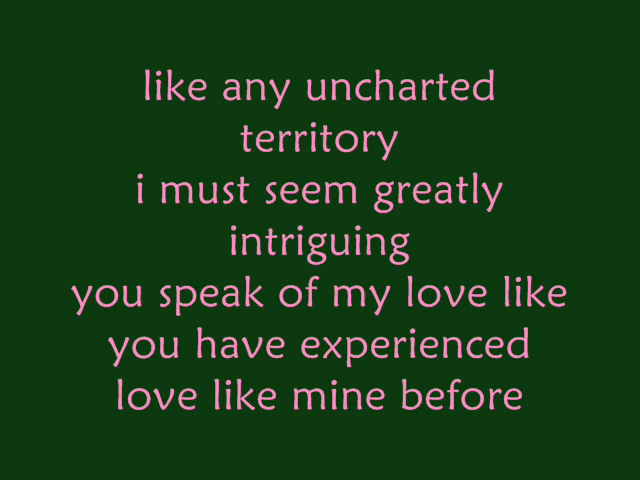 like any uncharted
territory
i must seem greatly
intriguing
you speak of my love like
you have experienced
love like mine before